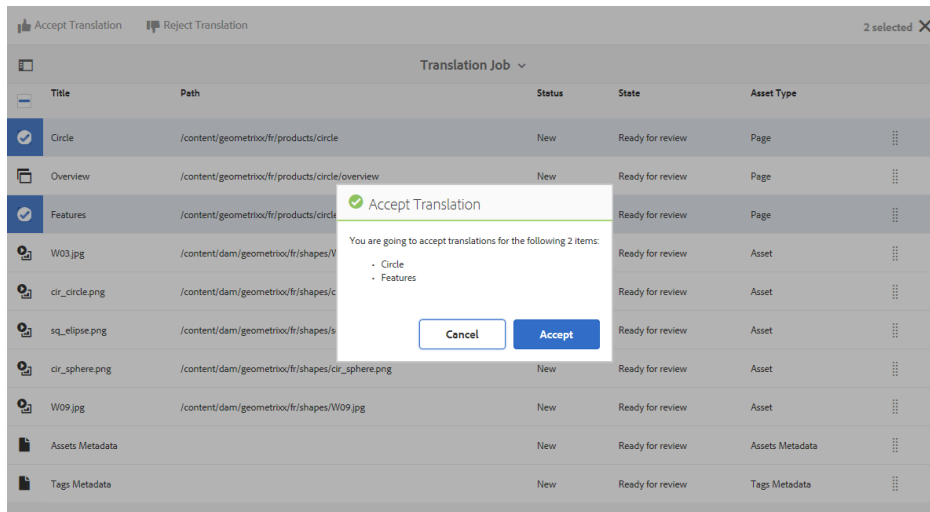 Accept Translation Reject Translation 2 selected
Translation Job
Title Path Status State Asset Type
Circle /content/geometrixx/fr/products/circle New Ready for review Page
Overview /content/geometrixx/fr/products/circle/overview New Ready for review Page
Features /content/geometrixx/fr/products/circle Ready for review Page
W03.jpg /content/dam/geometrixx/fr/shapes/W Ready for review Asset
cir_circle.png /content/dam/geometrixx/fr/shapes/c Ready for review Asset
sq_elipse.png /content/dam/geometrixx/fr/shapes/s Ready for review Asset
cir_sphere.png /content/dam/geometrixx/fr/shapes/cir_sphere.png New Ready for review Asset
W09.jpg /content/dam/geometrixx/fr/shapes/W09.jpg New Ready for review Asset
Assets Metadata New Ready for review Assets Metadata
Tags Metadata New Ready for review Tags Metadata
Accept Translation
You are going to accept translations for the following 2 items:
• Circle
• Features
Cancel Accept